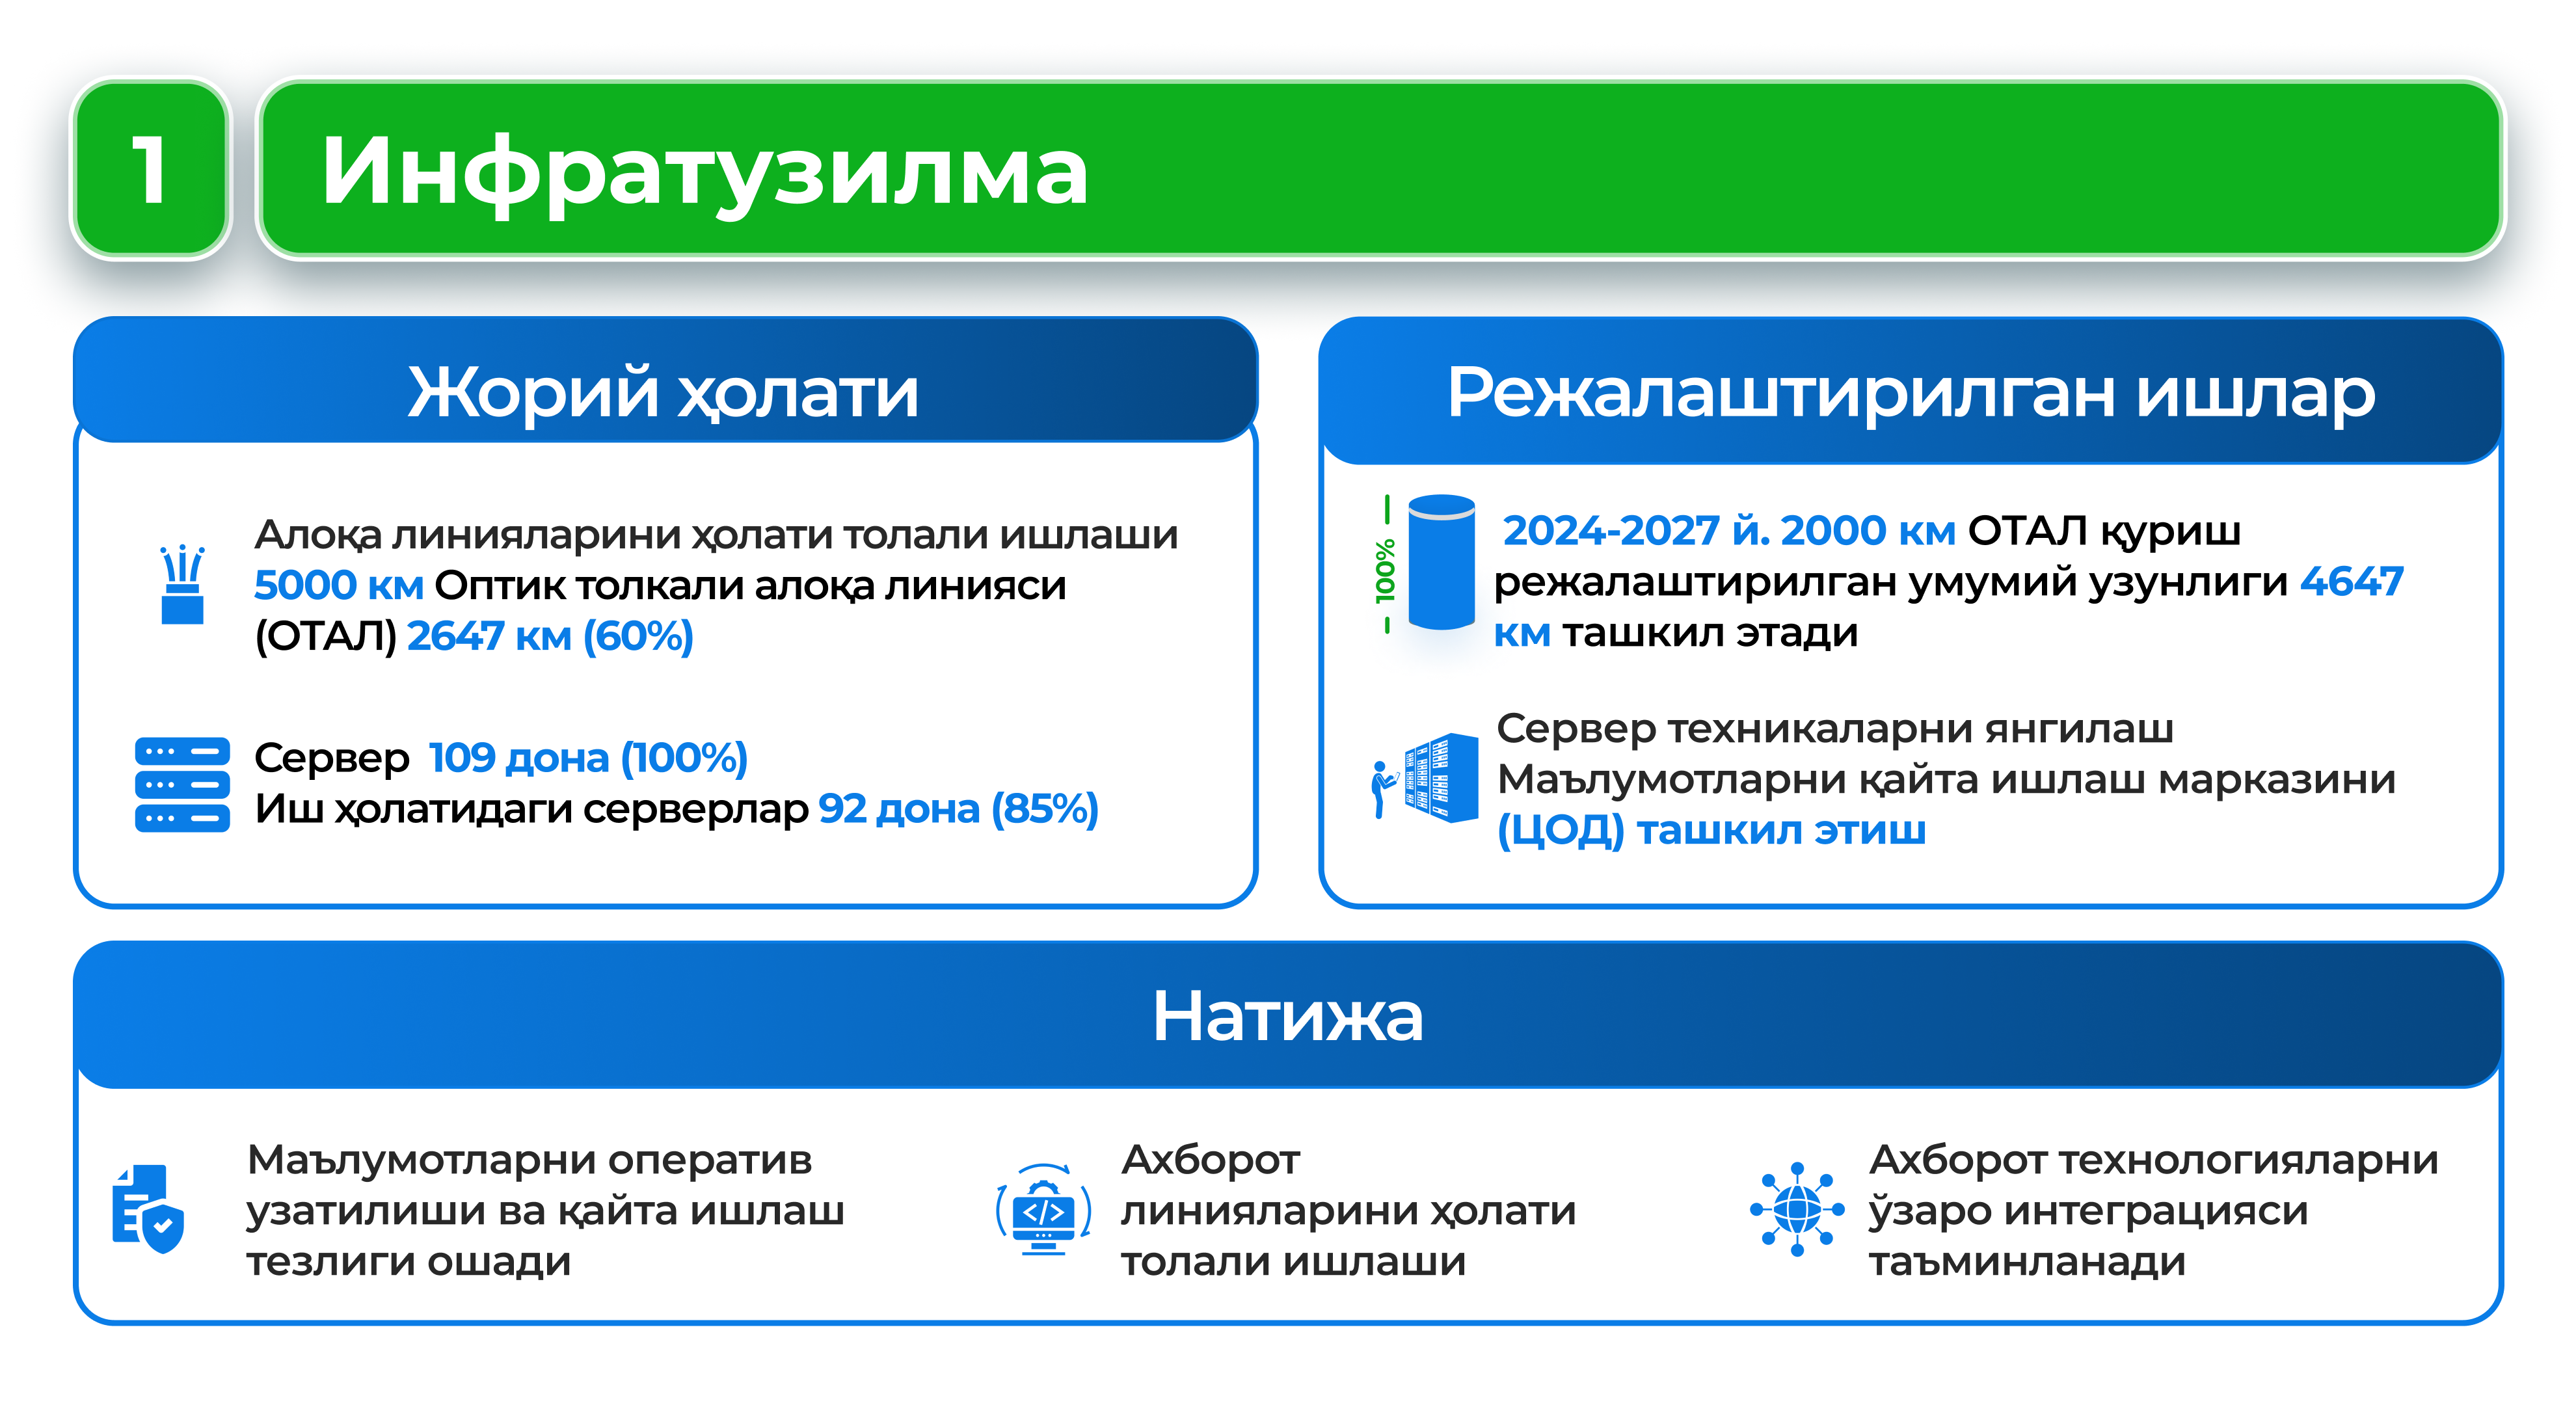 1
Инфратузилма
Жорий ҳолати
Алоқа линияларини ҳолати толали ишлаши
5000 км Оптик толкали алоқа линияси
(ОТАЛ) 2647 км (60%)
Сервер 109 дона (100%)
Иш ҳолатидаги серверлар 92 дона (85%)
Режалаштирилган ишлар
100%
2024-2027 й. 2000 км ОТАЛ қуриш
режалаштирилган умумий узунлиги 4647
км ташкил этади
Сервер техникаларни янгилаш
Маълумотларни қайта ишлаш марказини
(ЦОД) ташкил этиш
Натижа
Маълумотларни оператив
узатилиши ва қайта ишлаш
тезлиги ошади
Ахборот
линияларини ҳолати
толали ишлаши
Ахборот технологияларни
ўзаро интеграцияси
таъминланади